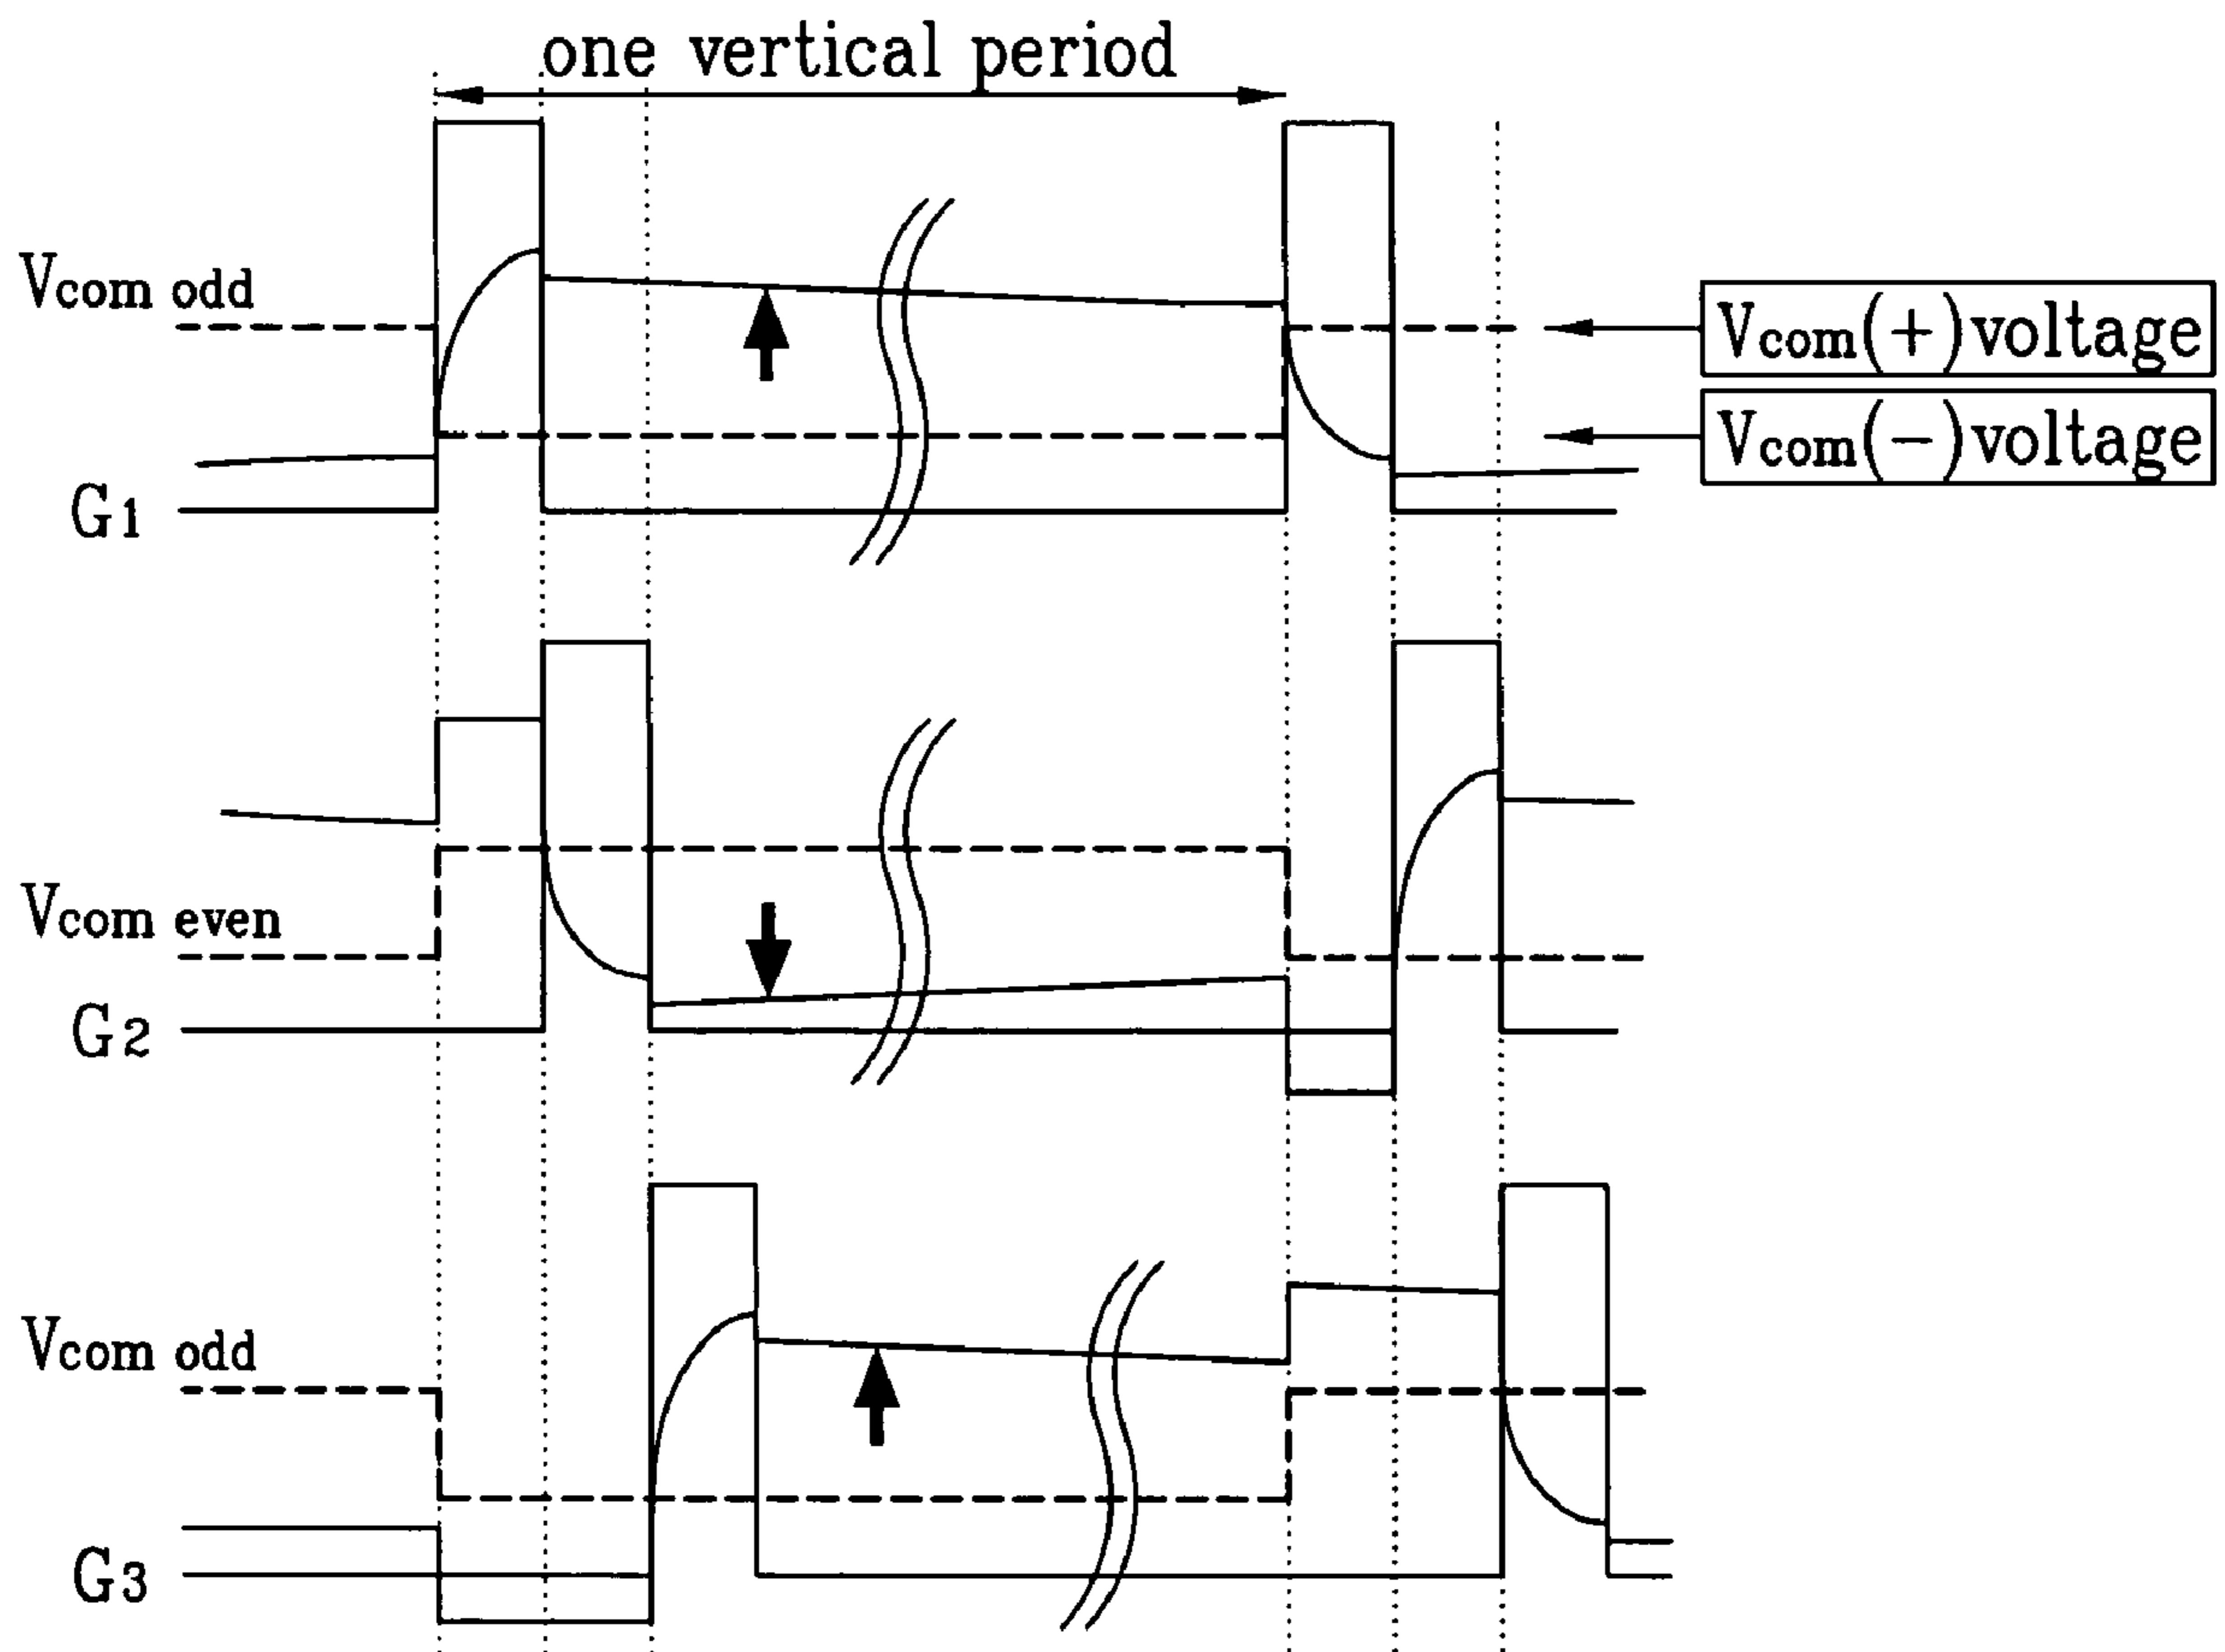 one vertical period
Vcom odd
Vcom(+)voltage
Vcom(-)voltage
G1
Vcom even
G2
Vcom odd
G3